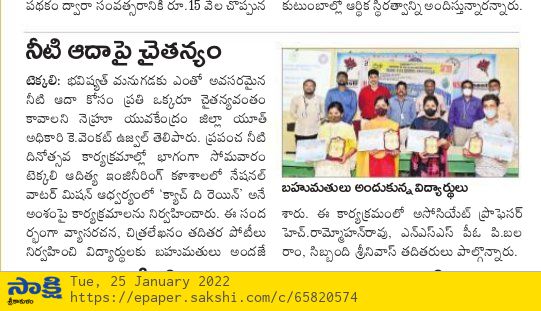 పథకం ద్వారా సంవత్సరానికి రూ.15 వేల చొప్పున
కుటుంబాల్లో ఆర్థిక స్థిరత్వాన్ని అందిస్తున్నారన్నారు.
నీటి ఆదాపై చైతన్యం
టెక్కలి: భవిష్యత్ మనుగడకు ఎంతో అవసరమైన
నీటి ఆదా కోసం ప్రతి ఒక్కరూ చైతన్యవంతం
కావాలని నెహ్రూ యువకేంద్రం జిల్లా యూత్
అధికారి కె.వెంకట్ ఉజ్వల్ తెలిపారు. ప్రపంచ నీటి
దినోత్సవ కార్యక్రమాల్లో భాగంగా సోమవారం
టెక్కలి ఆదిత్య ఇంజినీరింగ్ కళాశాలలో నేషనల్
వాటర్ మిషన్ ఆధ్వర్యంలో 'క్యాచ్ ది రెయిన్' అనే
అంశంపై కార్యక్రమాలను నిర్వహించారు. ఈ సంద
ర్భంగా వ్యాసరచన, చిత్రలేఖనం తదితర పోటీలు
నిర్వహించి విద్యార్థులకు బహుమతులు అందజే
బహుమతులు అందుకున్న విద్యార్థులు
శారు. ఈ కార్యక్రమంలో అసోసియేట్ ప్రొఫెసర్
హెచ్.రామ్మోహన్‌రావు, ఎన్ఎస్ఎస్ పీఓ పి.బల
రాం, సిబ్బంది శ్రీనివాస్ తదితరులు పాల్గొన్నారు.
సాక్షి
శ్రీకాకుళం
Tue, 25 January 2022
https://epaper.sakshi.com/c/65820574